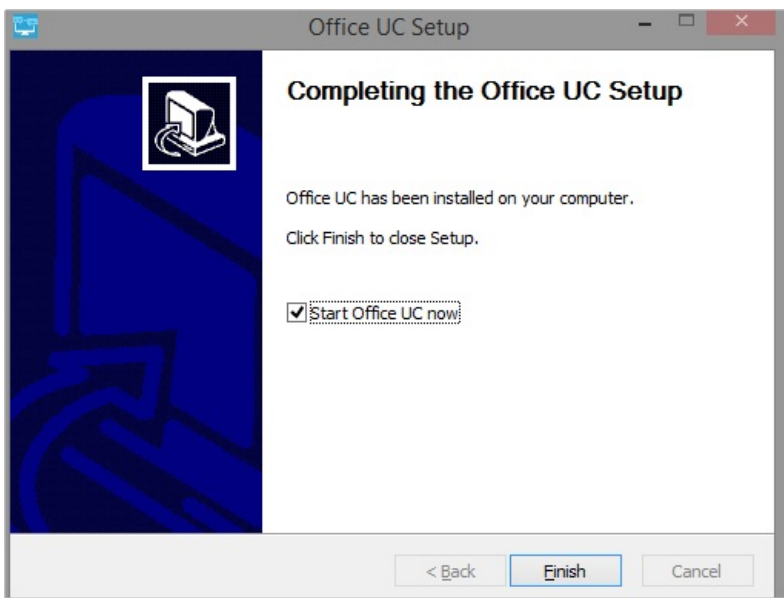 Office UC Setup
Completing the Office UC Setup
Office UC has been installed on your computer.
Click Finish to close Setup.
Start Office UC now
< Back
Finish
Cancel